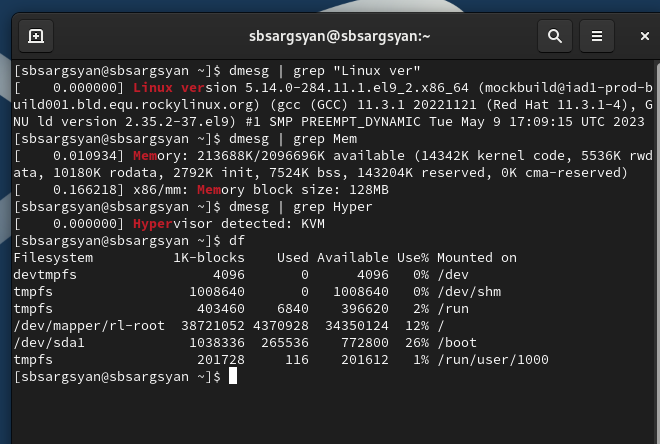 sbsargsyan@sbsargsyan:~
[sbsargsyan@sbsargsyan ~]$ dmesg | grep "Linux ver"
[    0.000000] Linux version 5.14.0-284.11.1.el9_2.x86_64 (mockbuild@iad1-prod-b
uild001.bld.equ.rockylinux.org) (gcc (GCC) 11.3.1 20221121 (Red Hat 11.3.1-4), G
NU ld version 2.35.2-37.el9) #1 SMP PREEMPT_DYNAMIC Tue May 9 17:09:15 UTC 2023
[sbsargsyan@sbsargsyan ~]$ dmesg | grep Mem
[    0.010934] Memory: 213688K/2096696K available (14342K kernel code, 5536K rwd
ata, 10180K rodata, 2792K init, 7524K bss, 143204K reserved, 0K cma-reserved)
[    0.166218] x86/mm: Memory block size: 128MB
[sbsargsyan@sbsargsyan ~]$ dmesg | grep Hyper
[    0.000000] Hypervisor detected: KVM
[sbsargsyan@sbsargsyan ~]$ df
Filesystem          1K-blocks    Used Available Use% Mounted on
devtmpfs                 4096       0      4096   0% /dev
tmpfs                 1008640       0   1008640   0% /dev/shm
tmpfs                  403460    6840    396620   2% /run
/dev/mapper/rl-root  38721052 4370928  34350124  12% /
/dev/sda1             1038336  265536    772800  26% /boot
tmpfs                  201728     116    201612   1% /run/user/1000
[sbsargsyan@sbsargsyan ~]$